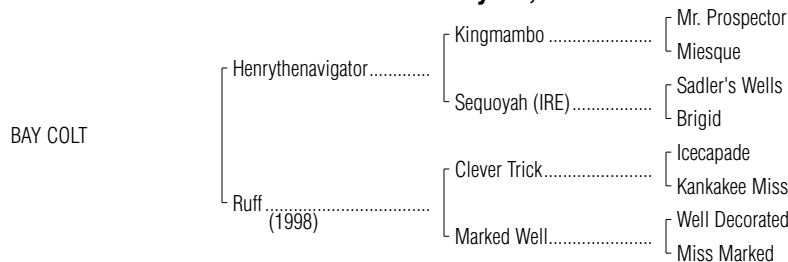 Mr. Prospector
Kingmambo .....................
Miesque
Henrythenavigator.............
Sadler's Wells
Sequoyah (IRE)................
Brigid
BAY COLT
Icecapade
Clever Trick......................
Kankakee Miss
Ruff..................................
(1998)
Well Decorated
Marked Well.....................
Miss Marked